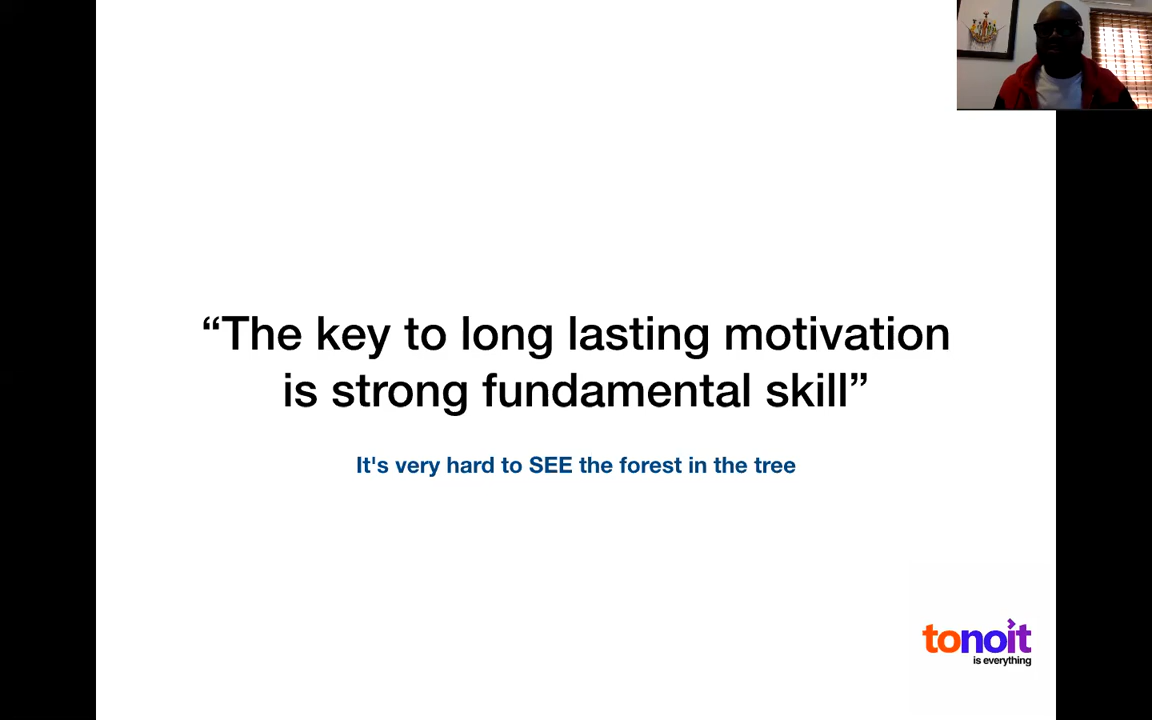 “The key to long lasting motivation
is strong fundamental skill”
It's very hard to SEE the forest in the tree
tonoit
is everything